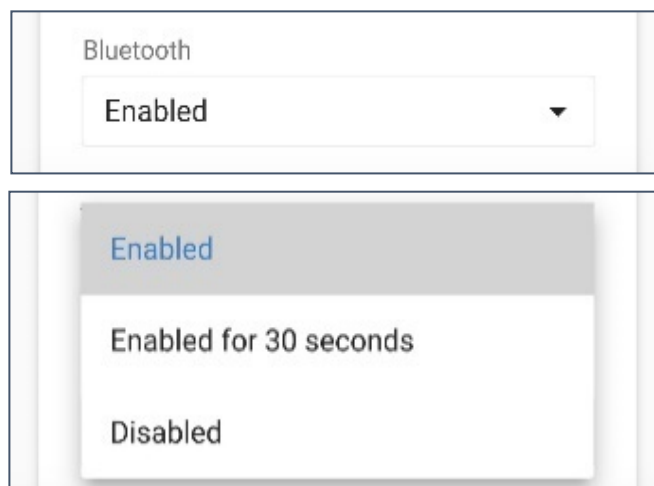 Bluetooth
Enabled
Enabled
Enabled for 30 seconds
Disabled